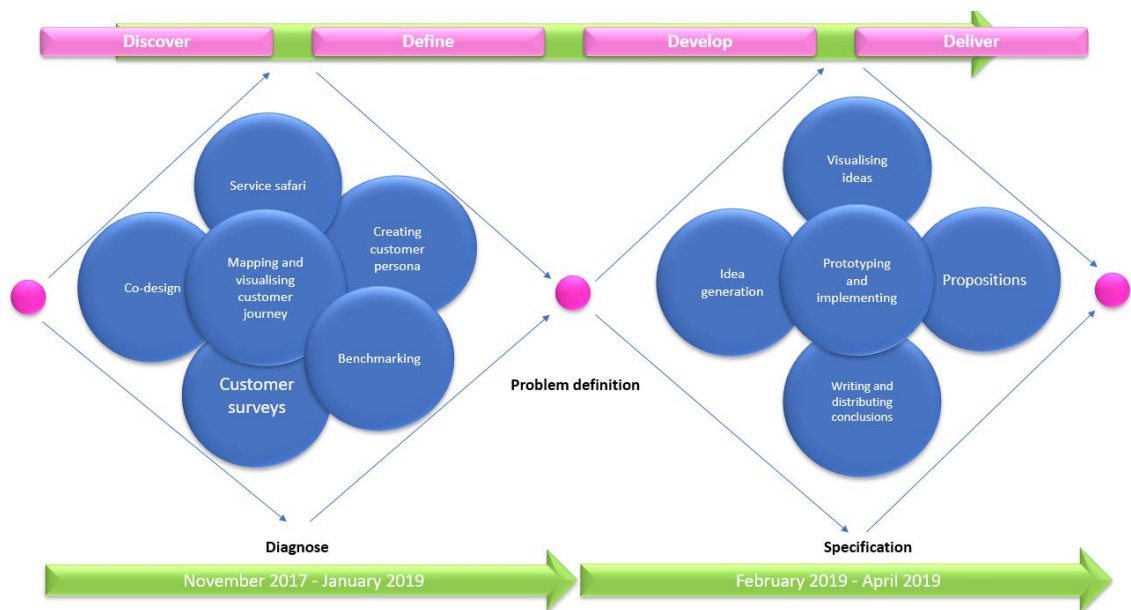 Discover
Define
Develop
Deliver
Service safari
Creating
customer
persona
Co-design
Mapping and
visualising
customer
journey
Benchmarking
Customer
surveys
Visualising
ideas
Idea
generation
Prototyping
and
implementing
Propositions
Writing and
distributing
conclusions
Problem definition
Diagnose
Specification
November 2017 - January 2019
February 2019 - April 2019